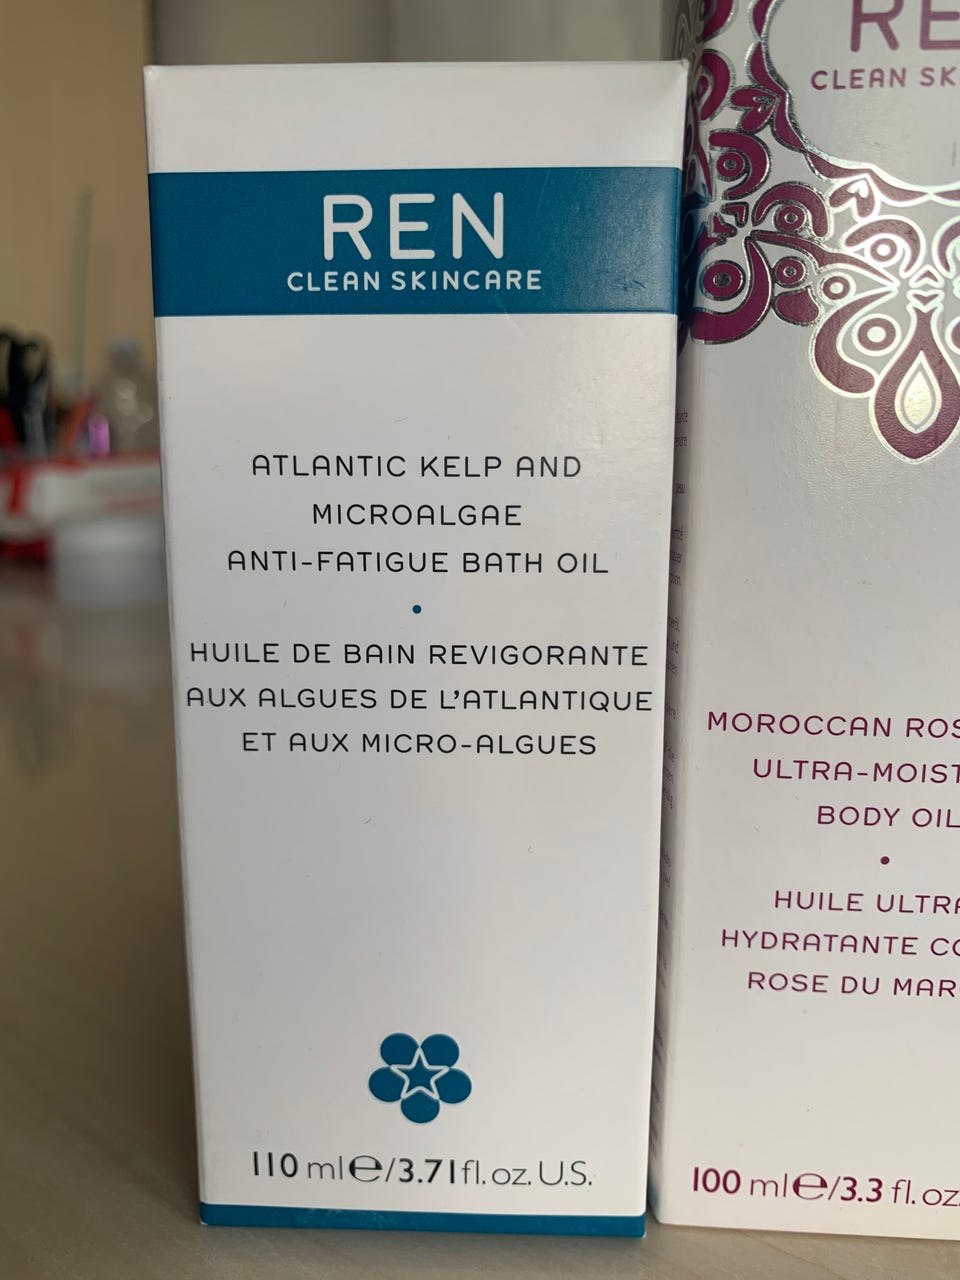 REN
CLEAN SKINCARE
ATLANTIC KELP AND
MICROALGAE
ANTI-FATIGUE BATH OIL
•
HUILE DE BAIN REVIGORANTE
AUX ALGUES DE L'ATLANTIQUE
ET AUX MICRO-ALGUES
110 ml℮/3.71fl.oz.U.S.
RE
CLEAN SK
MOROCCAN ROS
ULTRA-MOIST
BODY OIL
•
HUILE ULTRA
HYDRATANTE CO
ROSE DU MAR
100 ml℮/3.3 fl.oz.